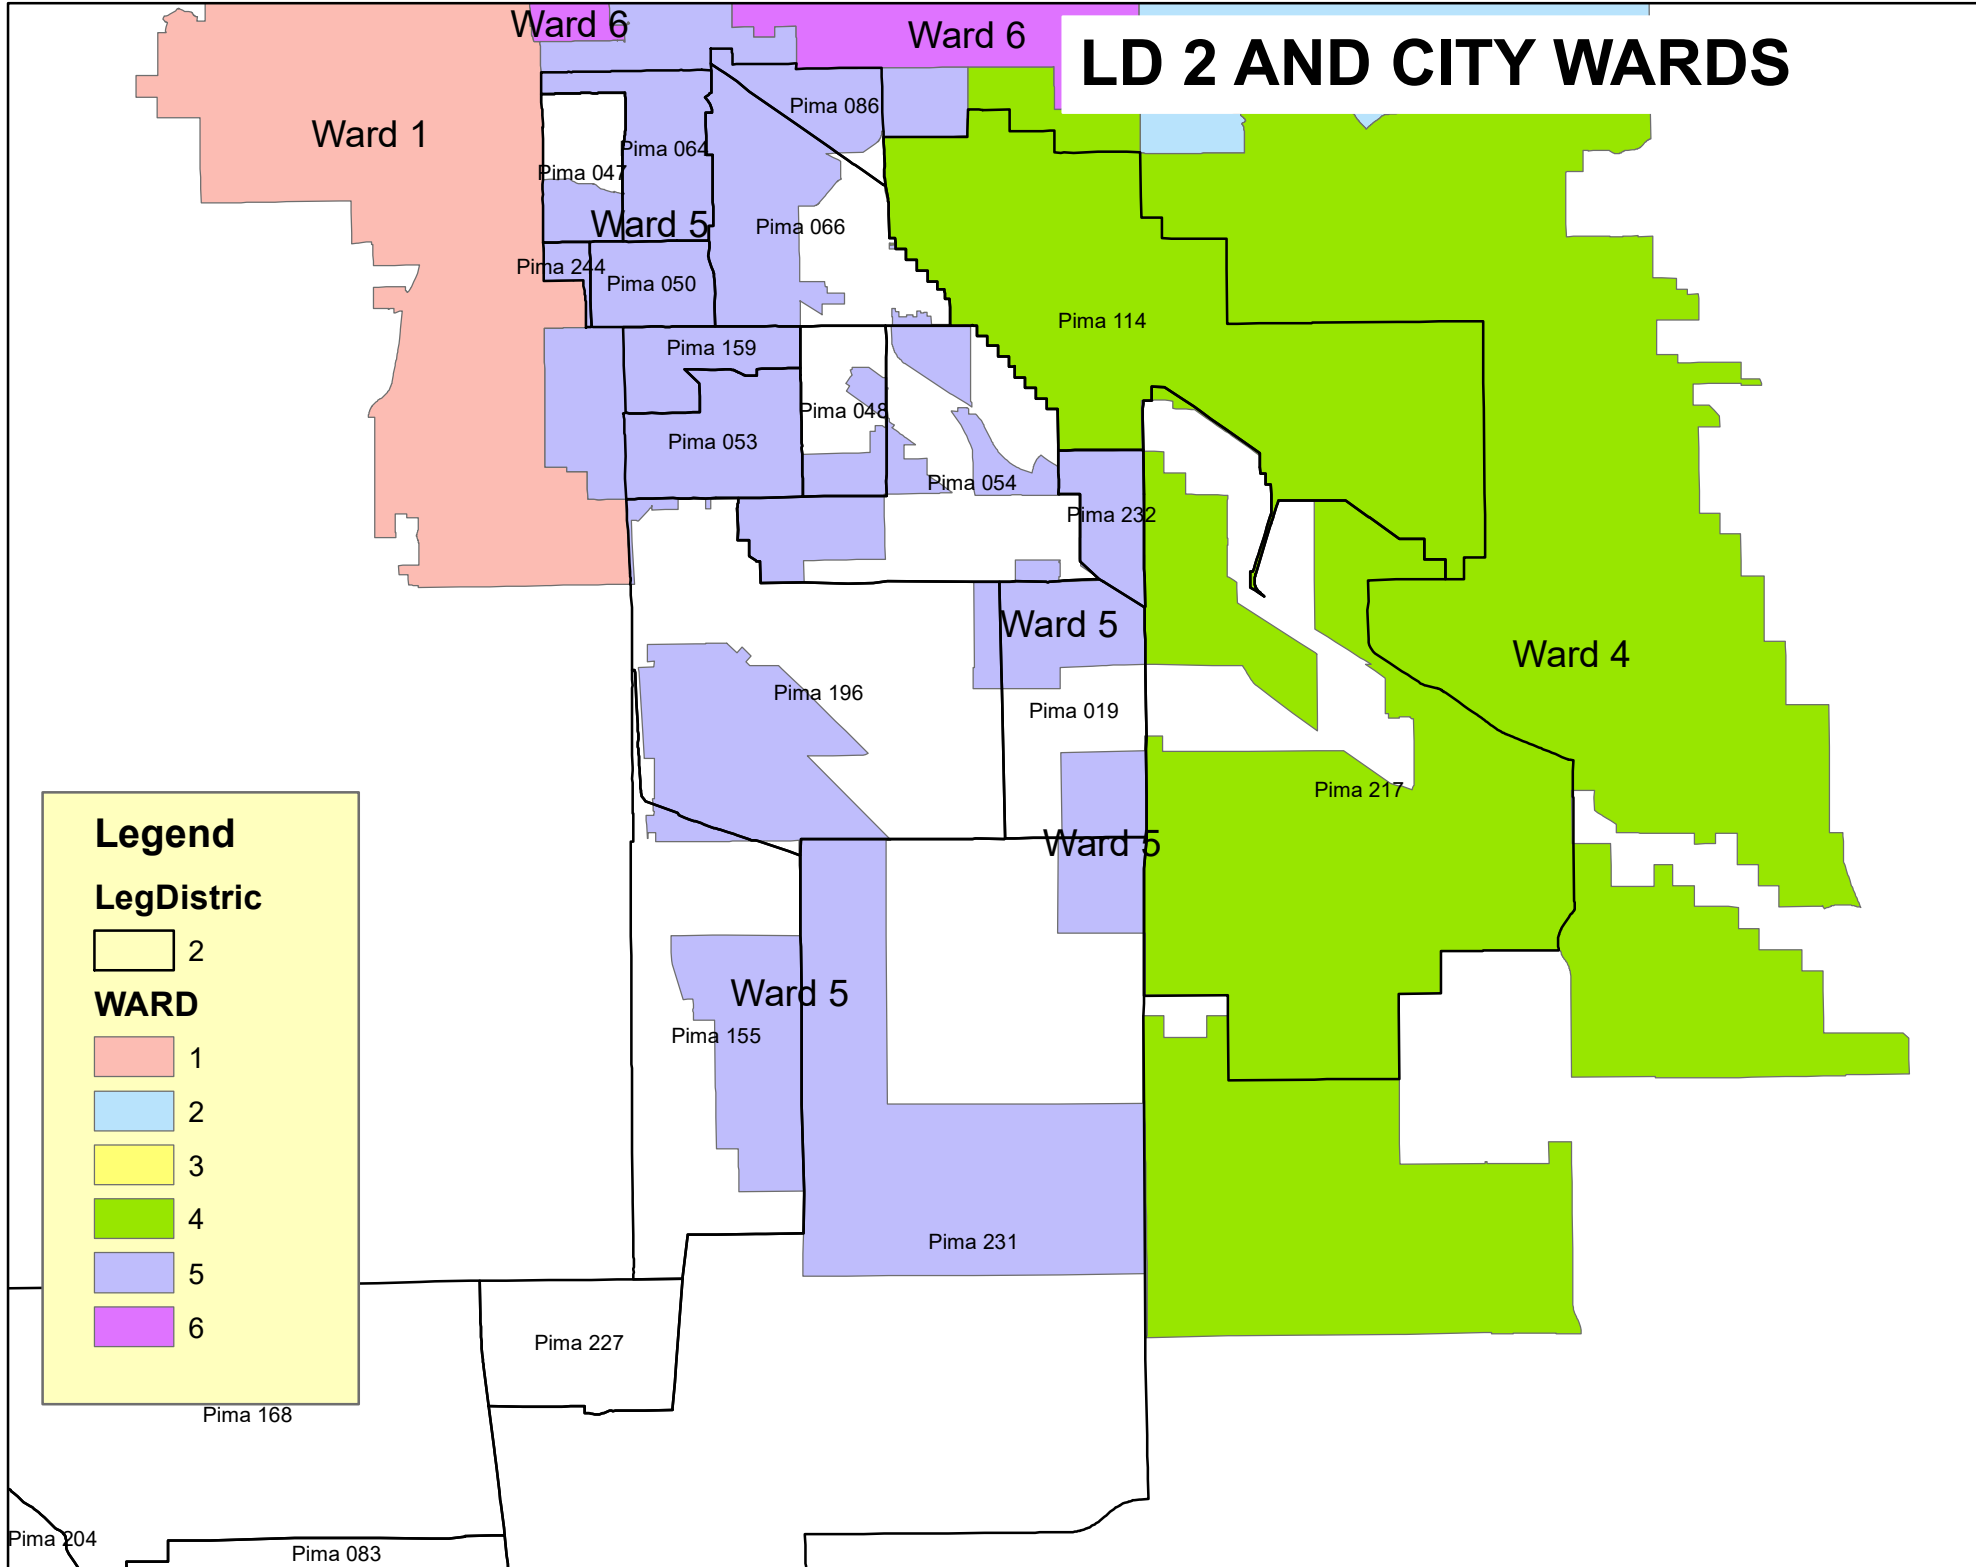 Ward 6
Ward 6
LD 2 AND CITY WARDS
Pima 086
Ward 1
Pima 064
Pima 047
Ward 5
Pima 066
Pima 244
Pima 050
Pima 114
Pima 159
Pima 048
Pima 053
Pima 054
Pima 232
Ward 5
Ward 4
Pima 196
Pima 019
Pima 217
Ward 5
Ward 5
Pima 155
Pima 231
Pima 227
Legend
LegDistric
2
WARD
1
2
3
4
5
6
Pima 168
Pima 204
Pima 083